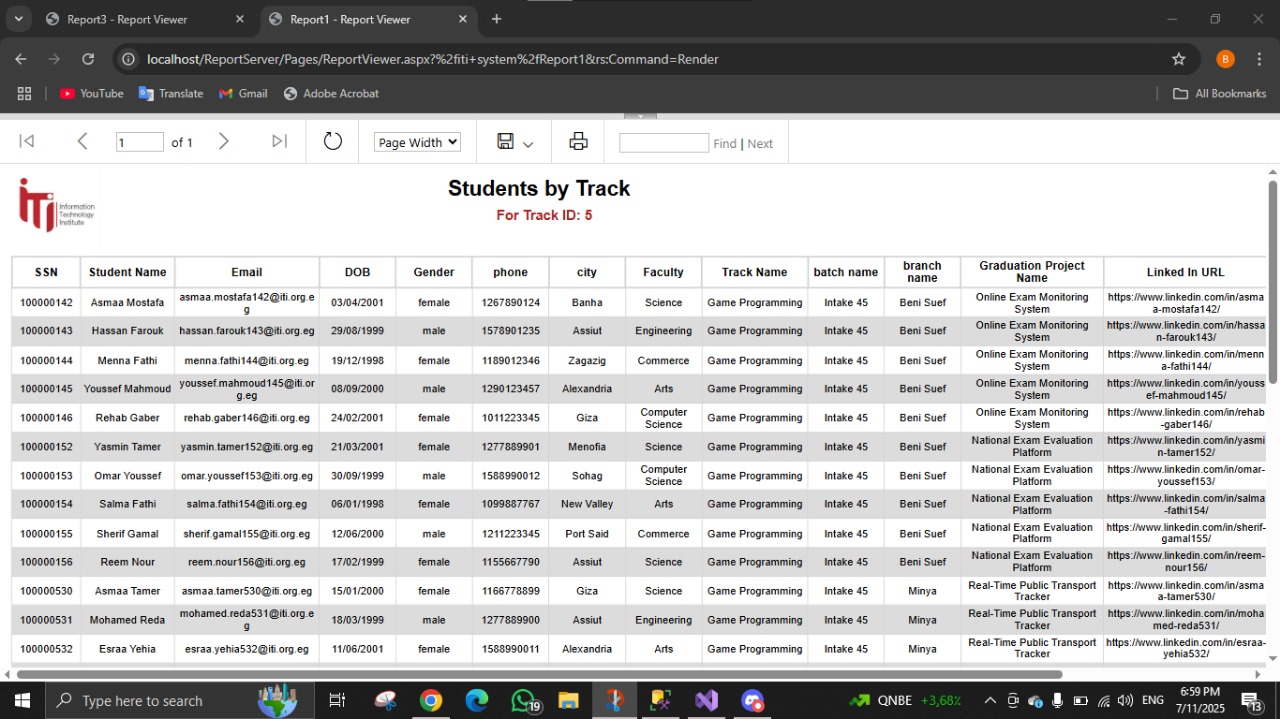 Report3 - Report Viewer
Report1 - Report Viewer
localhost/ReportServer/Pages/ReportViewer.aspx?%2fiti+system%2fReport1&rs:Command=Render
B
YouTube
Translate
Gmail
Adobe Acrobat
All Bookmarks
1 of 1
Page Width
Find | Next
iTi
Information
Technology
Institute
Students by Track
For Track ID: 5
SSN Student Name Email DOB Gender phone city Faculty Track Name batch name branch name Graduation Project Name Linked In URL
100000142 Asmaa Mostafa asmaa.mostafa142@iti.org.eg 03/04/2001 female 1267890124 Banha Science Game Programming Intake 45 Beni Suef Online Exam Monitoring System https://www.linkedin.com/in/asmaa-mostafa142/
100000143 Hassan Farouk hassan.farouk143@iti.org.eg 29/08/1999 male 1578901235 Assiut Engineering Game Programming Intake 45 Beni Suef Online Exam Monitoring System https://www.linkedin.com/in/hassan-farouk143/
100000144 Menna Fathi menna.fathi144@iti.org.eg 19/12/1998 female 1189012346 Zagazig Commerce Game Programming Intake 45 Beni Suef Online Exam Monitoring System https://www.linkedin.com/in/menna-fathi144/
100000145 Youssef Mahmoud youssef.mahmoud145@iti.org.eg 08/09/2000 male 1290123457 Alexandria Arts Game Programming Intake 45 Beni Suef Online Exam Monitoring System https://www.linkedin.com/in/youssef-mahmoud145/
100000146 Rehab Gaber rehab.gaber146@iti.org.eg 24/02/2001 female 1011223345 Giza Computer Science Game Programming Intake 45 Beni Suef Online Exam Monitoring System https://www.linkedin.com/in/rehab-gaber146/
100000152 Yasmin Tamer yasmin.tamer152@iti.org.eg 21/03/2001 female 1277889901 Menofia Science Game Programming Intake 45 Beni Suef National Exam Evaluation Platform https://www.linkedin.com/in/yasmin-tamer152/
100000153 Omar Youssef omar.youssef153@iti.org.eg 30/09/1999 male 1588990012 Sohag Computer Science Game Programming Intake 45 Beni Suef National Exam Evaluation Platform https://www.linkedin.com/in/omar-youssef153/
100000154 Salma Fathi salma.fathi154@iti.org.eg 06/01/1998 female 1099887767 New Valley Arts Game Programming Intake 45 Beni Suef National Exam Evaluation Platform https://www.linkedin.com/in/salma-fathi154/
100000155 Sherif Gamal sherif.gamal155@iti.org.eg 12/06/2000 male 1211223345 Port Said Commerce Game Programming Intake 45 Beni Suef National Exam Evaluation Platform https://www.linkedin.com/in/sherif-gamal155/
100000156 Reem Nour reem.nour156@iti.org.eg 17/02/1999 female 1155667790 Assiut Science Game Programming Intake 45 Beni Suef National Exam Evaluation Platform https://www.linkedin.com/in/reem-nour156/
100000530 Asmaa Tamer asmaa.tamer530@iti.org.eg 15/01/2000 female 1166778899 Giza Science Game Programming Intake 45 Minya Real-Time Public Transport Tracker https://www.linkedin.com/in/asmaa-tamer530/
100000531 Mohamed Reda mohamed.reda531@iti.org.eg 18/03/1999 male 1277889900 Assiut Engineering Game Programming Intake 45 Minya Real-Time Public Transport Tracker https://www.linkedin.com/in/mohamed-reda531/
100000532 Esraa Yehia esraa.yehia532@iti.org.eg 11/06/2001 female 1588990011 Alexandria Arts Game Programming Intake 45 Minya Real-Time Public Transport Tracker https://www.linkedin.com/in/esraa-yehia532/
Type here to search
19
QNBE +3,68%
ENG
6:59 PM
7/11/2025
13